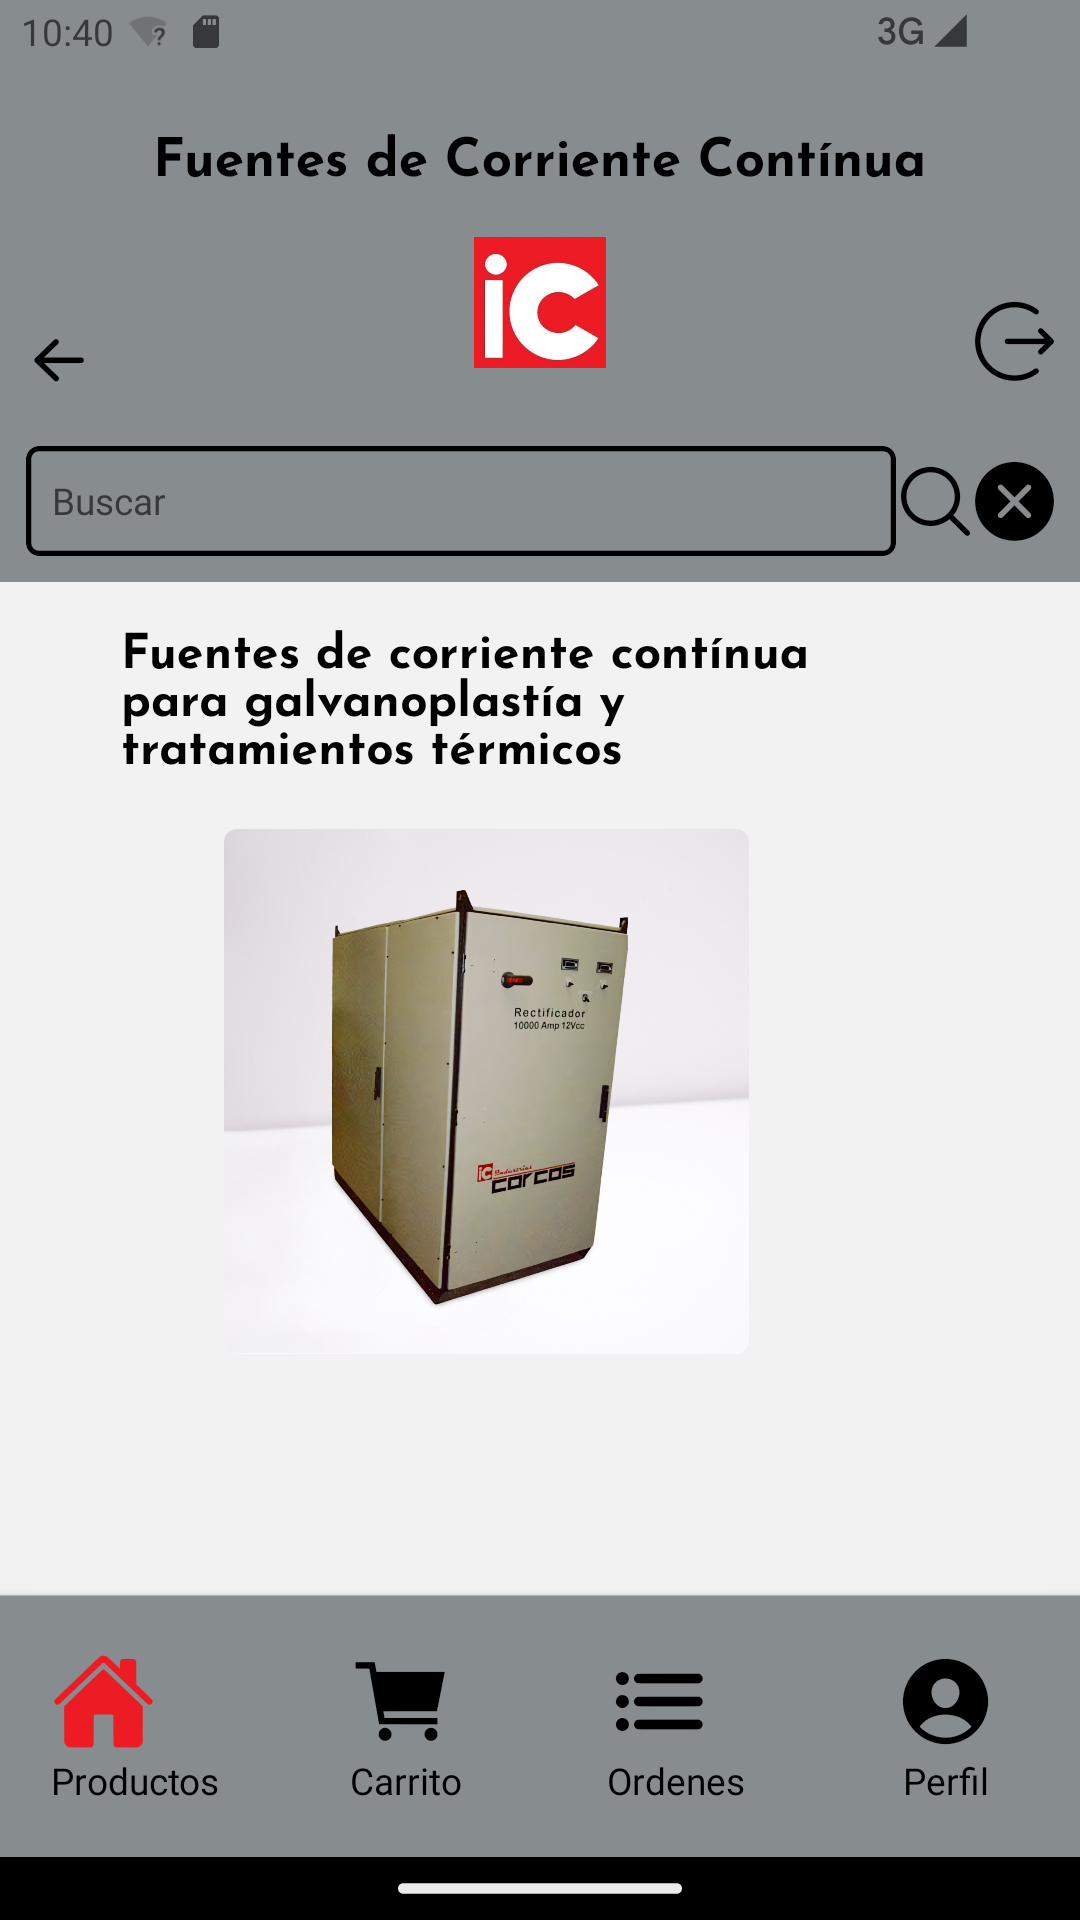 10:40
3G
Fuentes de Corriente Contínua
iC
Buscar
Fuentes de corriente contínua
para galvanoplastía y
tratamientos térmicos
Rectificador
10000 Amp 12Vcc
iC Industrias
corcos
Productos
Carrito
Ordenes
Perfil